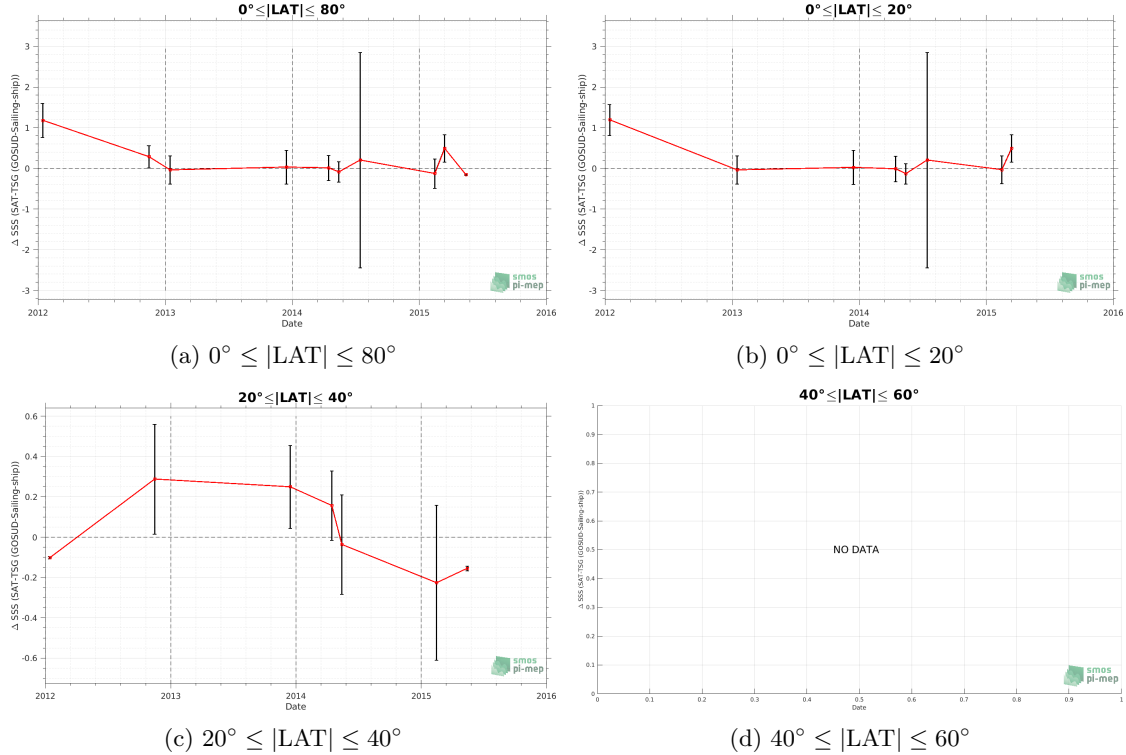 0°≤|LAT|≤ 80°
Δ SSS (SAT-TSG (GOSUD-Sailing-ship))
3
2
1
0
-1
-2
-3
2012
2013
2014
2015
2016
Date
smos
pi-mep
(a) 0° ≤ |LAT| ≤ 80°
0°≤|LAT|≤ 20°
Δ SSS (SAT-TSG (GOSUD-Sailing-ship))
3
2
1
0
-1
-2
-3
2012
2013
2014
2015
2016
Date
smos
pi-mep
(b) 0° ≤ |LAT| ≤ 20°
20°≤|LAT|≤ 40°
Δ SSS (SAT-TSG (GOSUD-Sailing-ship))
0.6
0.4
0.2
0
-0.2
-0.4
-0.6
2012
2013
2014
2015
2016
Date
smos
pi-mep
(c) 20° ≤ |LAT| ≤ 40°
40°≤|LAT|≤ 60°
Δ SSS (SAT-TSG (GOSUD-Sailing-ship))
1
0.9
0.8
0.7
0.6
0.5
0.4
0.3
0.2
0.1
0
NO DATA
0
0.1
0.2
0.3
0.4
0.5
0.6
0.7
0.8
0.9
1
Date
smos
pi-mep
(d) 40° ≤ |LAT| ≤ 60°